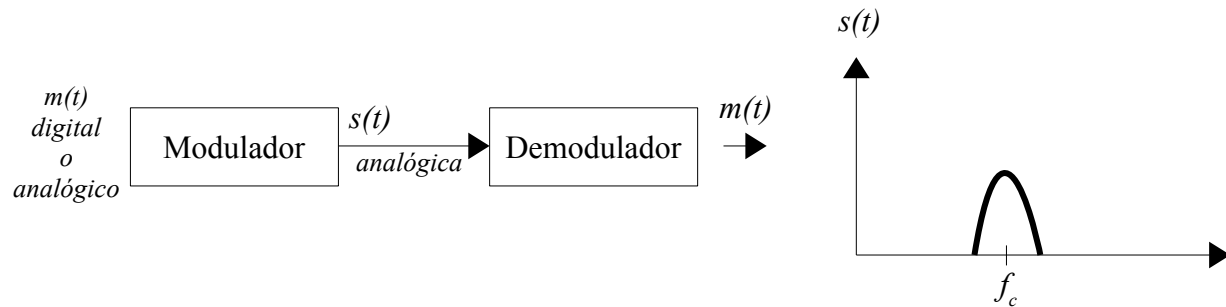 m(t)
digital
o
analógico
Modulador
s(t)
analógica
Demodulador
m(t)
s(t)
f_c